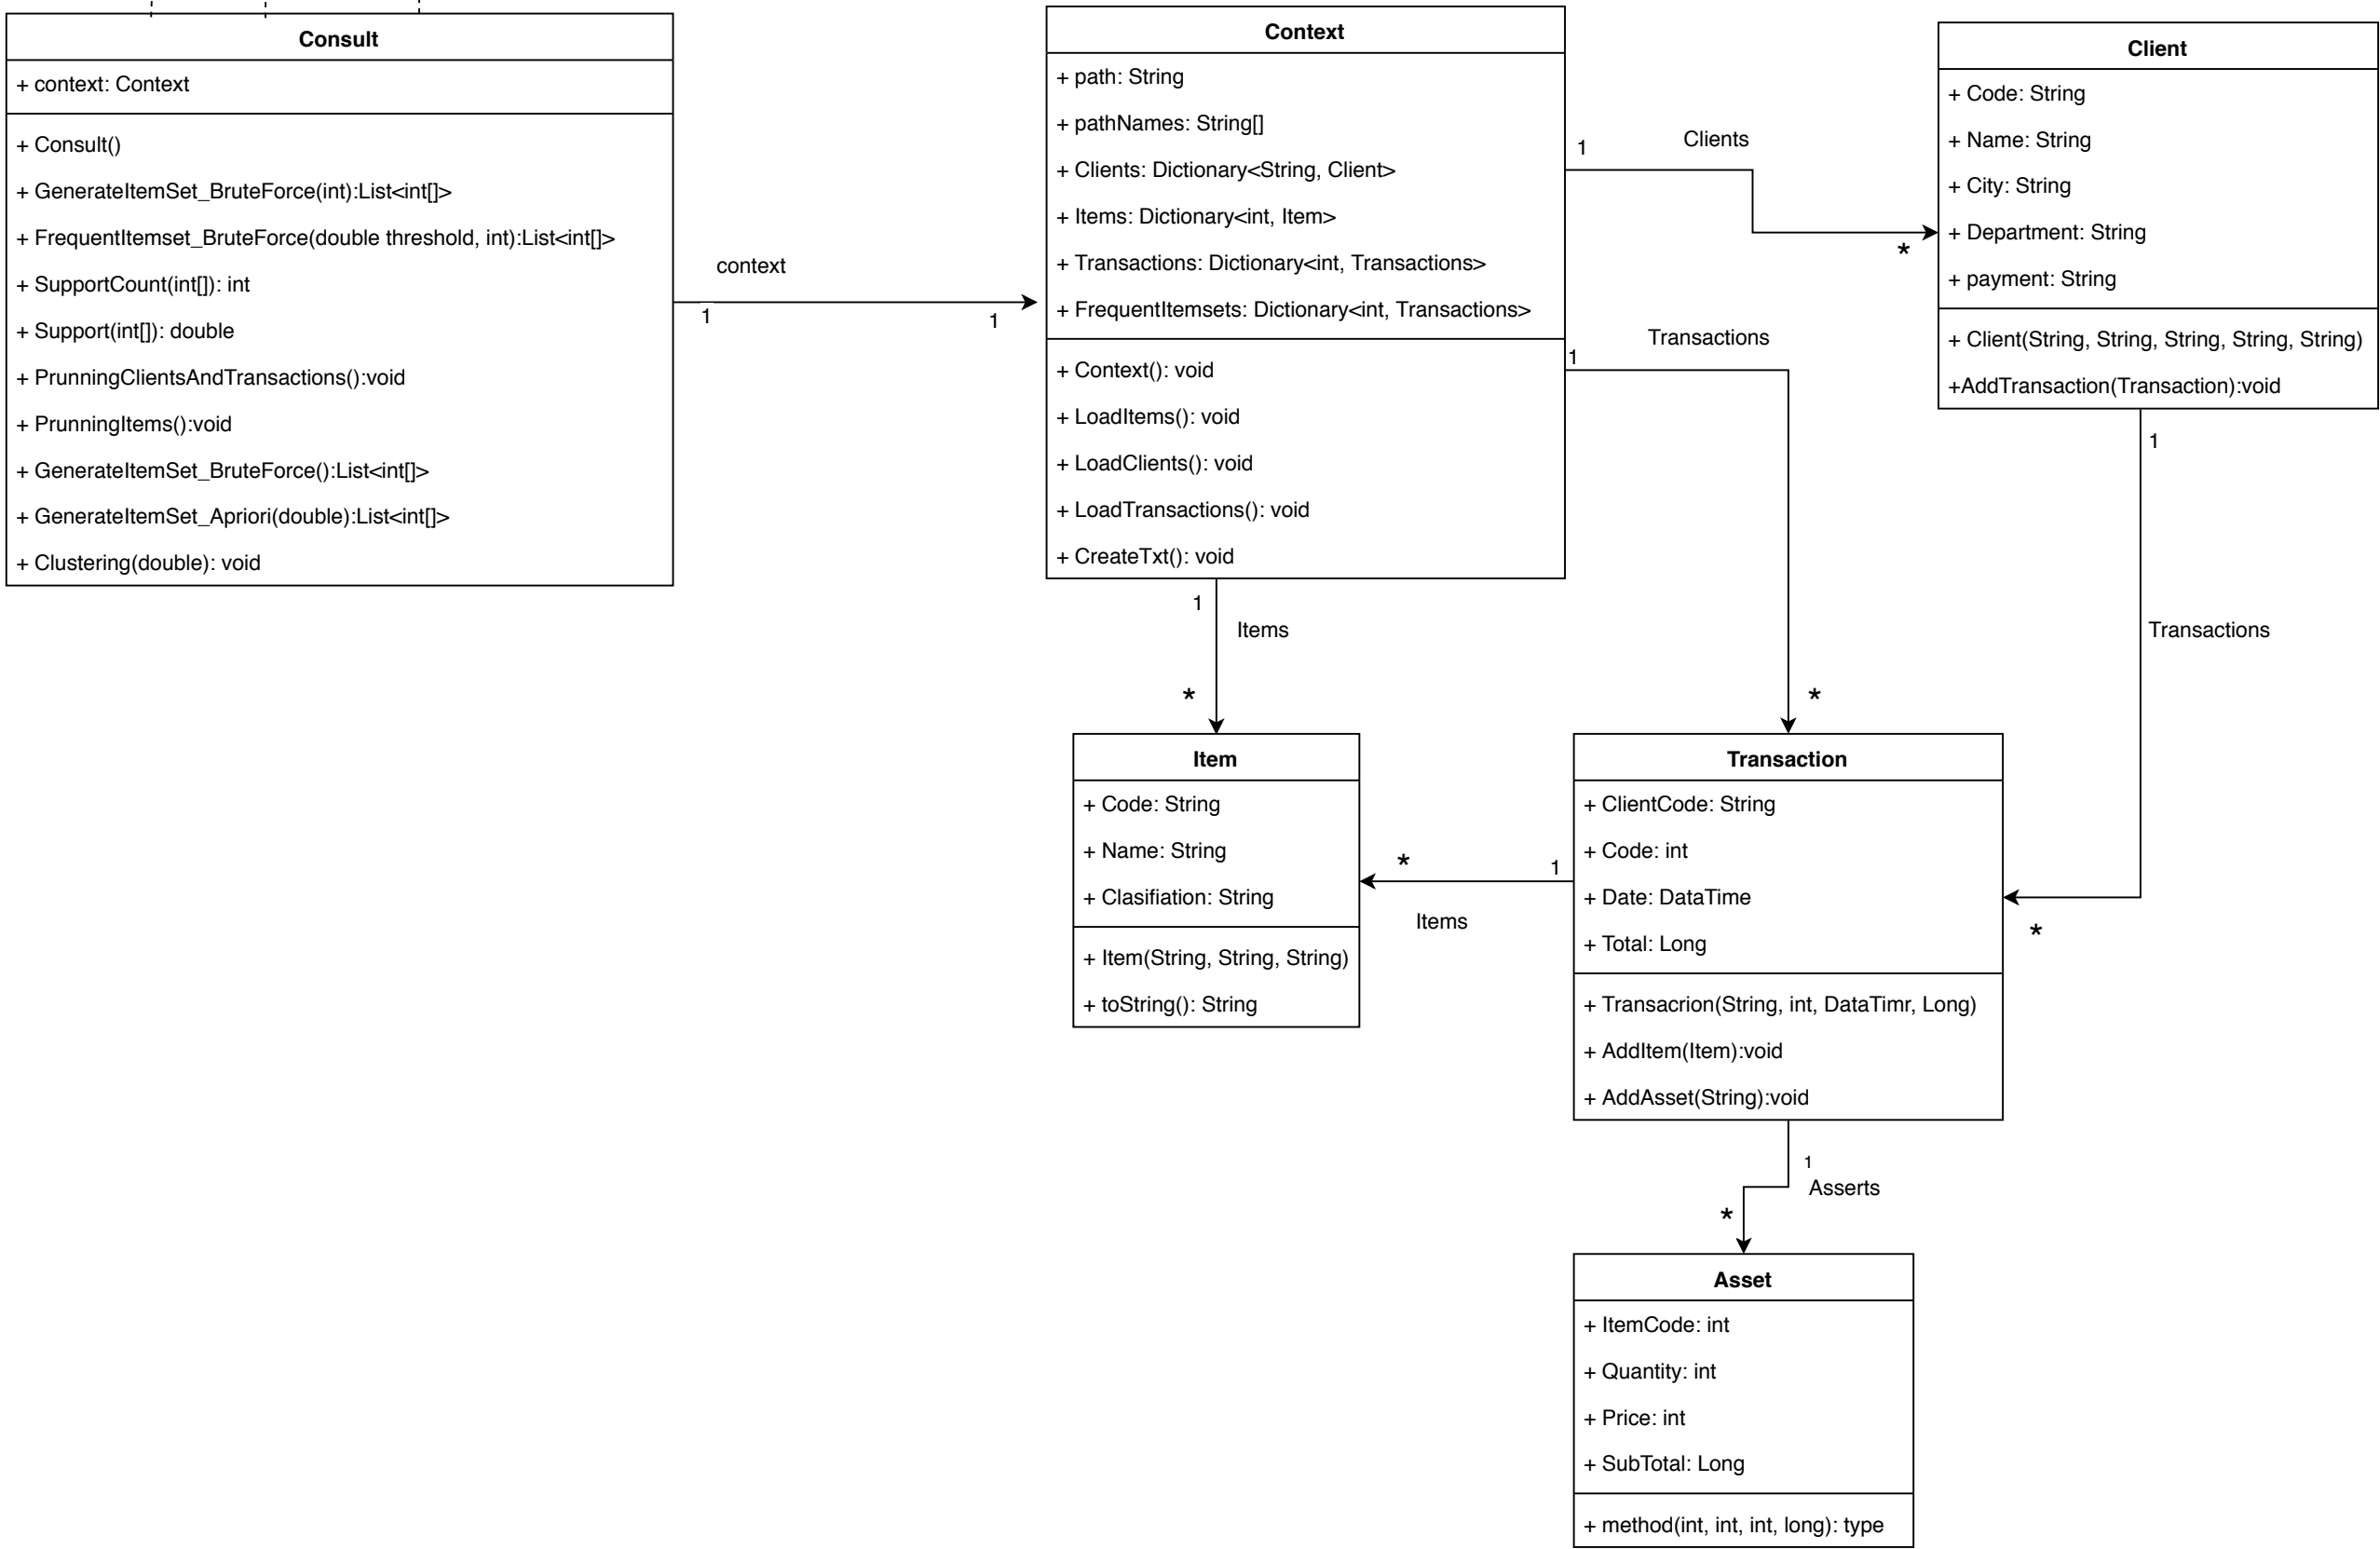 Consult
+ context: Context
+ Consult()
+ GenerateItemSet_BruteForce(int):List<int[]>
+ FrequentItemset_BruteForce(double threshold, int):List<int[]>
+ SupportCount(int[]): int
+ Support(int[]): double
+ PrunningClientsAndTransactions():void
+ PrunningItems():void
+ GenerateItemSet_BruteForce():List<int[]>
+ GenerateItemSet_Apriori(double):List<int[]>
+ Clustering(double): void
context
1
1
Context
+ path: String
+ pathNames: String[]
+ Clients: Dictionary<String, Client>
+ Items: Dictionary<int, Item>
+ Transactions: Dictionary<int, Transactions>
+ FrequentItemsets: Dictionary<int, Transactions>
+ Context(): void
+ LoadItems(): void
+ LoadClients(): void
+ LoadTransactions(): void
+ CreateTxt(): void
1
Clients
*
Client
+ Code: String
+ Name: String
+ City: String
+ Department: String
+ payment: String
+ Client(String, String, String, String, String)
+AddTransaction(Transaction):void
Transactions
1
*
1
Transactions
*
1
Items
*
Item
+ Code: String
+ Name: String
+ Clasifiation: String
+ Item(String, String, String)
+ toString(): String
*
1
Items
Transaction
+ ClientCode: String
+ Code: int
+ Date: DataTime
+ Total: Long
+ Transacrion(String, int, DataTimr, Long)
+ AddItem(Item):void
+ AddAsset(String):void
1
Asserts
*
Asset
+ ItemCode: int
+ Quantity: int
+ Price: int
+ SubTotal: Long
+ method(int, int, int, long): type